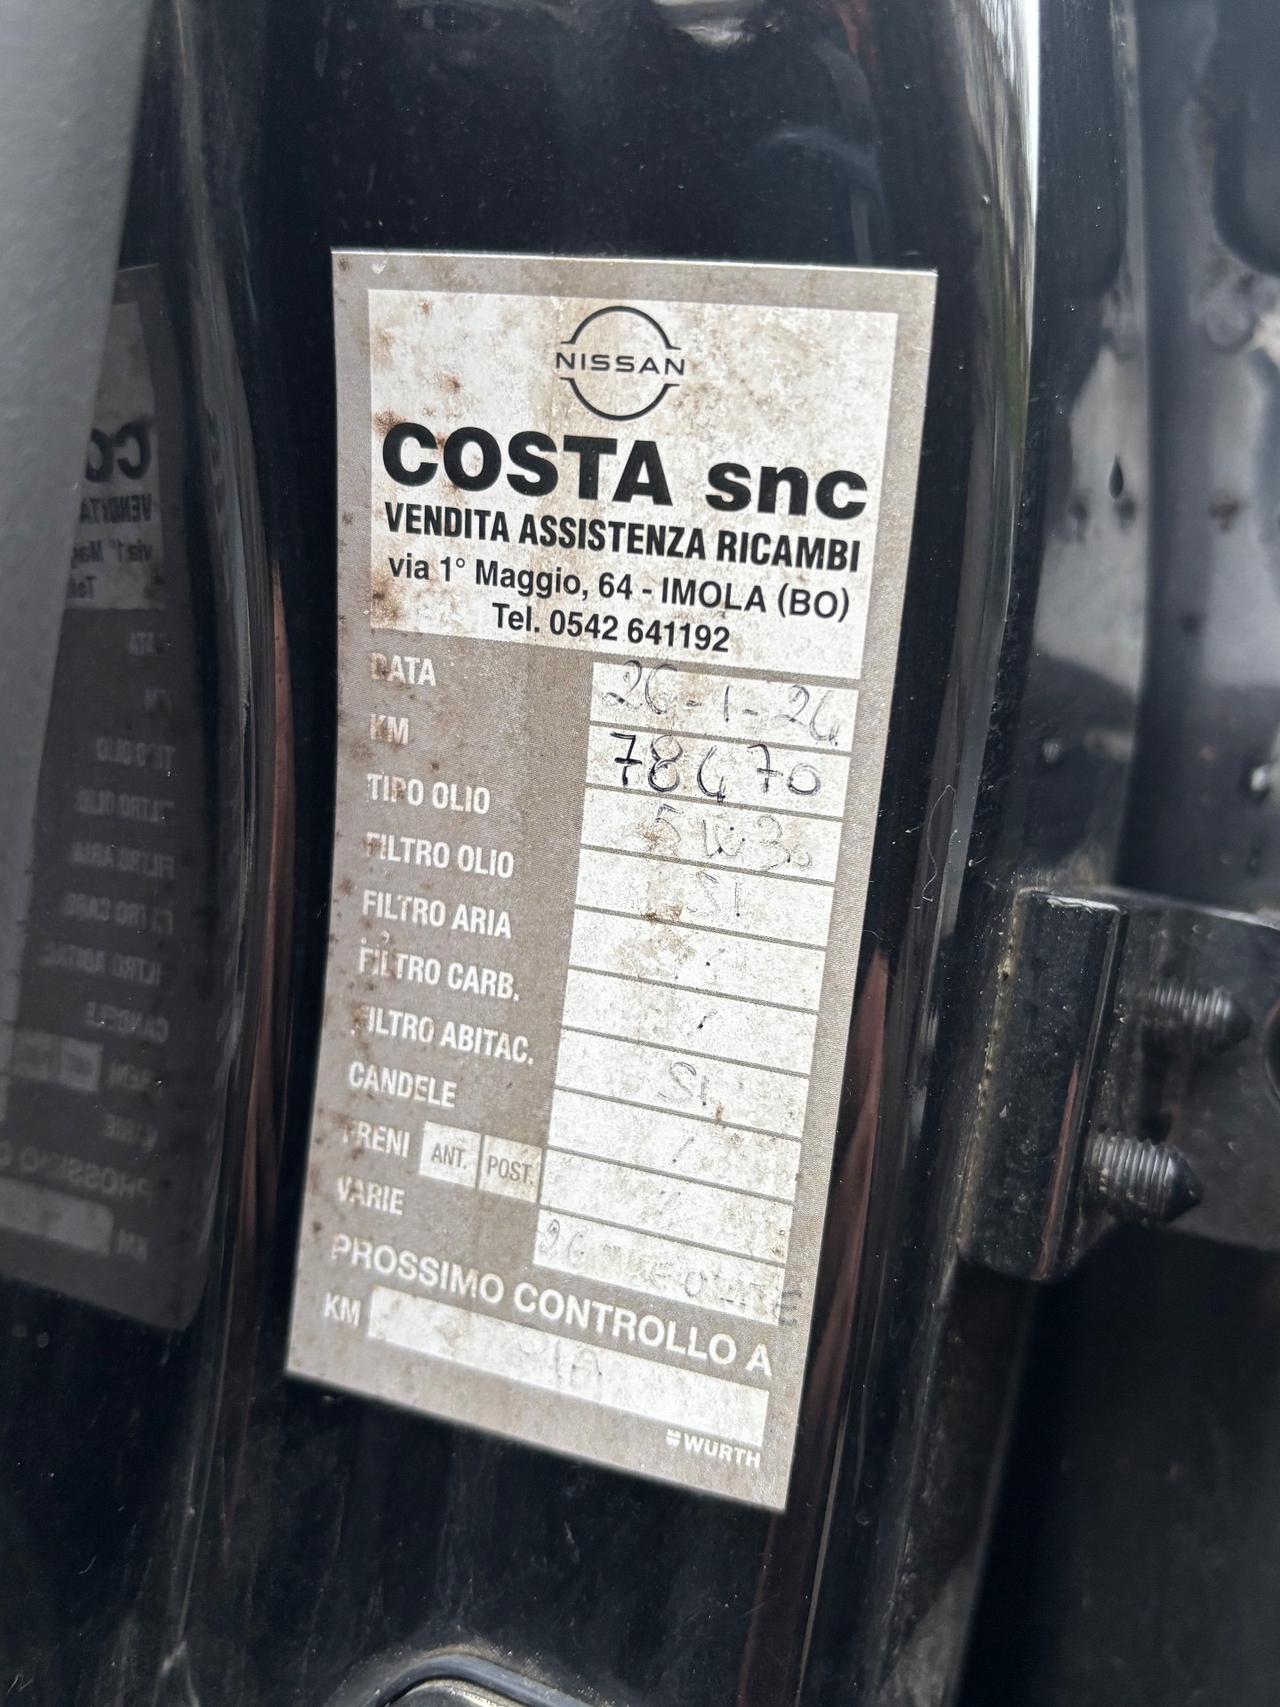 NISSAN
COSTA snc
VENDITA ASSISTENZA RICAMBI
via 1° Maggio, 64 - IMOLA (BO)
Tel. 0542 641192
DATA 26-1-24
KM 78470
TIPO OLIO 5W30
FILTRO OLIO SI
FILTRO ARIA /
FILTRO CARB. /
FILTRO ABITAC. SI
CANDELE /
FRENI ANT. POST. /
VARIE
PROSSIMO CONTROLLO A
KM
WÜRTH